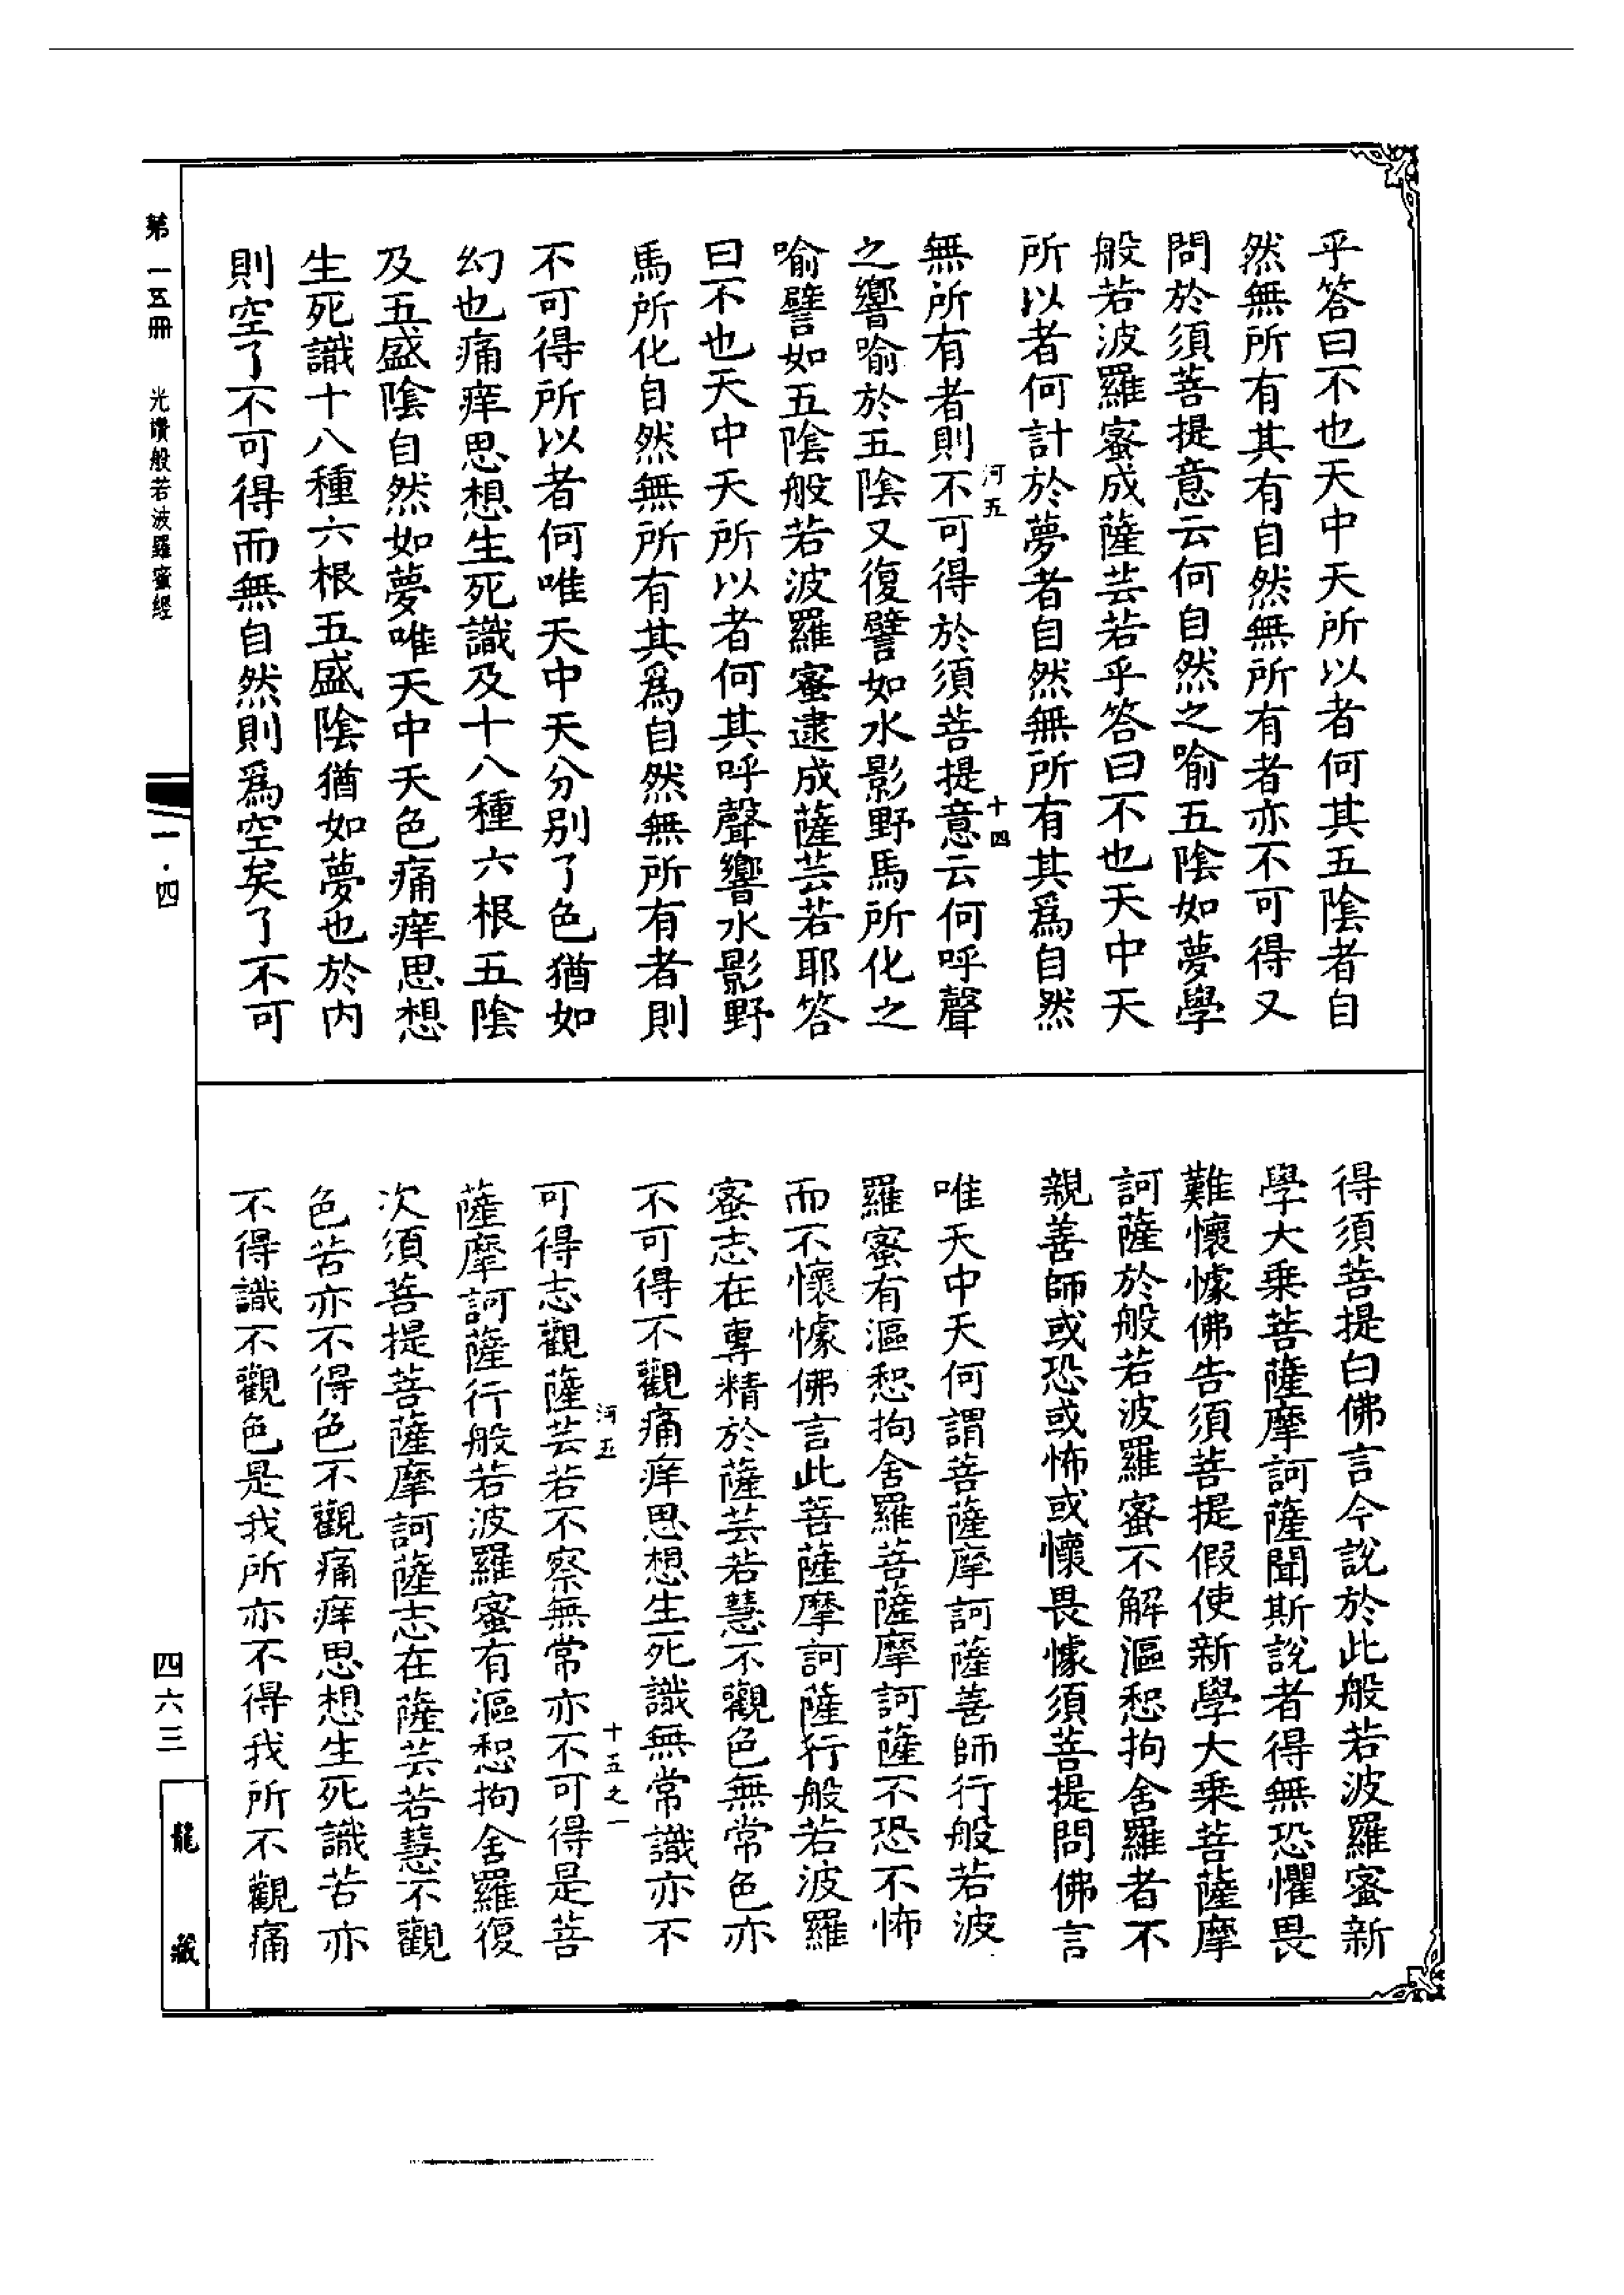 乎答曰不也天中天所以者何其五陰者自
然無所有其有自然無所有者亦不可得又
問於須菩提意云何自然之喻五陰如夢學
般若波羅蜜成薩芸若乎答曰不也天中天
所以者何計於夢者自然無所有其爲自然
河五
十四
無所有者則不可得於須菩提意云何呼聲
之響喻於五陰又復譬如水影野馬所化之
喻譬如五陰般若波羅蜜逮成薩芸若耶答
曰不也天中天所以者何其呼聲響水影野
馬所化自然無所有其爲自然無所有者則
不可得所以者何唯天中天分別了色猶如
幻也痛痒思想生死識及十八種六根五陰
及五盛陰自然如夢唯天中天色痛痒思想
生死識十八種六根五盛陰猶如夢也於內
則空了不可得而無自然則爲空矣了不可
得須菩提白佛言今說於此般若波羅蜜新
學大乘菩薩摩訶薩聞斯說者得無恐懼畏
難懷懅佛告須菩提假使新學大乘菩薩摩
訶薩於般若波羅蜜不解漚惒拘舍羅者不
親善師或恐或怖或懷畏懅須菩提問佛言
唯天中天何謂菩薩摩訶薩善師行般若波
羅蜜有漚惒拘舍羅菩薩摩訶薩不恐不怖
而不懷懅佛言此菩薩摩訶薩行般若波羅
蜜志在專精於薩芸若慧不觀色無常色亦
不可得不觀痛痒思想生死識無常識亦不
河五
十五之一
可得志觀薩芸若不察無常亦不可得是菩
薩摩訶薩行般若波羅蜜有漚惒拘舍羅復
次須菩提菩薩摩訶薩志在薩芸若慧不觀
色苦亦不得色不觀痛痒思想生死識苦亦
不得識不觀色是我所亦不得我所不觀痛
第一五冊
光讚般若波羅蜜經
一·四
四六三
龍藏